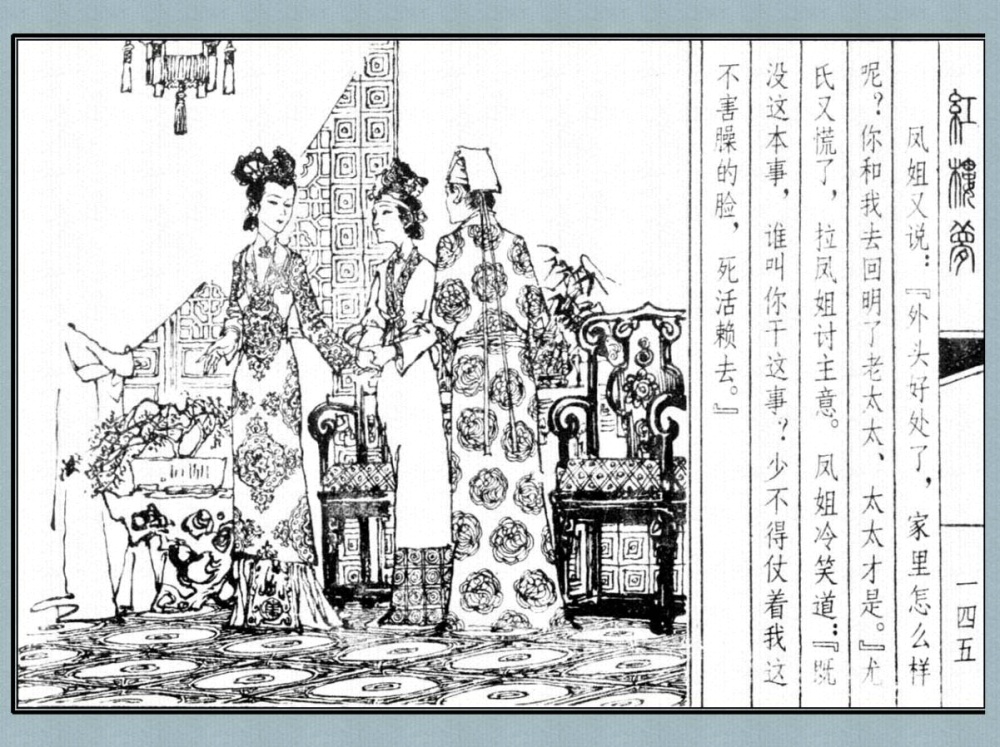 紅樓夢
一四五
凤姐又说：『外头好处了，家里怎么样
呢？你和我去回明了老太太、太太才是。』尤
氏又慌了，拉凤姐讨主意。凤姐冷笑道：『既
没这本事，谁叫你干这事？少不得仗着我这
不害臊的脸，死活赖去。』